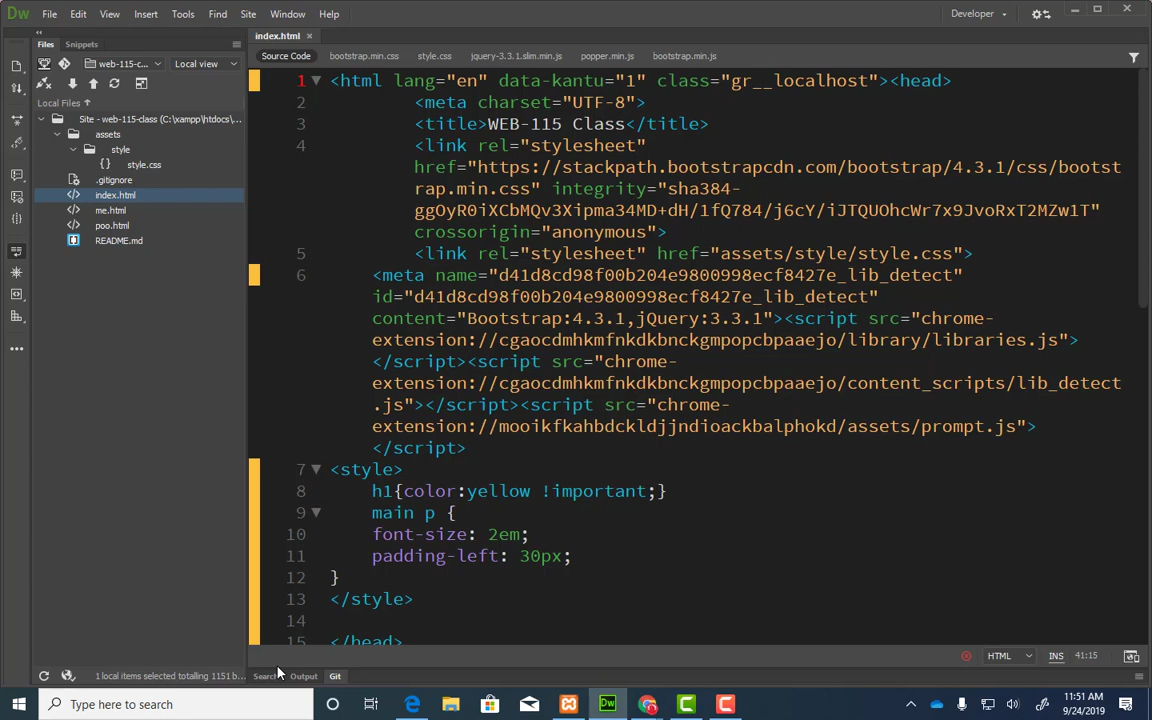 Dw File Edit View Insert Tools Find Site Window Help Developer
Files Snippets
web-115-c... Local view
Local Files
Site - web-115-class (C:\xampp\htdocs\...
assets
style
style.css
.gitignore
index.html
me.html
poo.html
README.md
1 local items selected totalling 1151 b...
index.html
Source Code bootstrap.min.css style.css jquery-3.3.1.slim.min.js popper.min.js bootstrap.min.js
1 <html lang="en" data-kantu="1" class="gr__localhost"><head>
2 <meta charset="UTF-8">
3 <title>WEB-115 Class</title>
4 <link rel="stylesheet"
href="https://stackpath.bootstrapcdn.com/bootstrap/4.3.1/css/bootst
rap.min.css" integrity="sha384-
ggOyR0iXCbMQv3Xipma34MD+dH/1fQ784/j6cY/iJTQUOhcWr7x9JvoRxT2MZw1T"
crossorigin="anonymous">
5 <link rel="stylesheet" href="assets/style/style.css">
6 <meta name="d41d8cd98f00b204e9800998ecf8427e_lib_detect"
id="d41d8cd98f00b204e9800998ecf8427e_lib_detect"
content="Bootstrap:4.3.1,jQuery:3.3.1"><script src="chrome-
extension://cgaocdmhkmfnkdkbnckgmpopcbpaaejo/library/libraries.js">
</script><script src="chrome-
extension://cgaocdmhkmfnkdkbnckgmpopcbpaaejo/content_scripts/lib_detect
.js"></script><script src="chrome-
extension://mooikfkahbdckldjjndioackbalphokd/assets/prompt.js">
</script>
7 <style>
8 h1{color:yellow !important;}
9 main p {
10 font-size: 2em;
11 padding-left: 30px;
12 }
13 </style>
14
15 </head>
HTML INS 41:15
Search Output Git
Type here to search
11:51 AM
9/24/2019